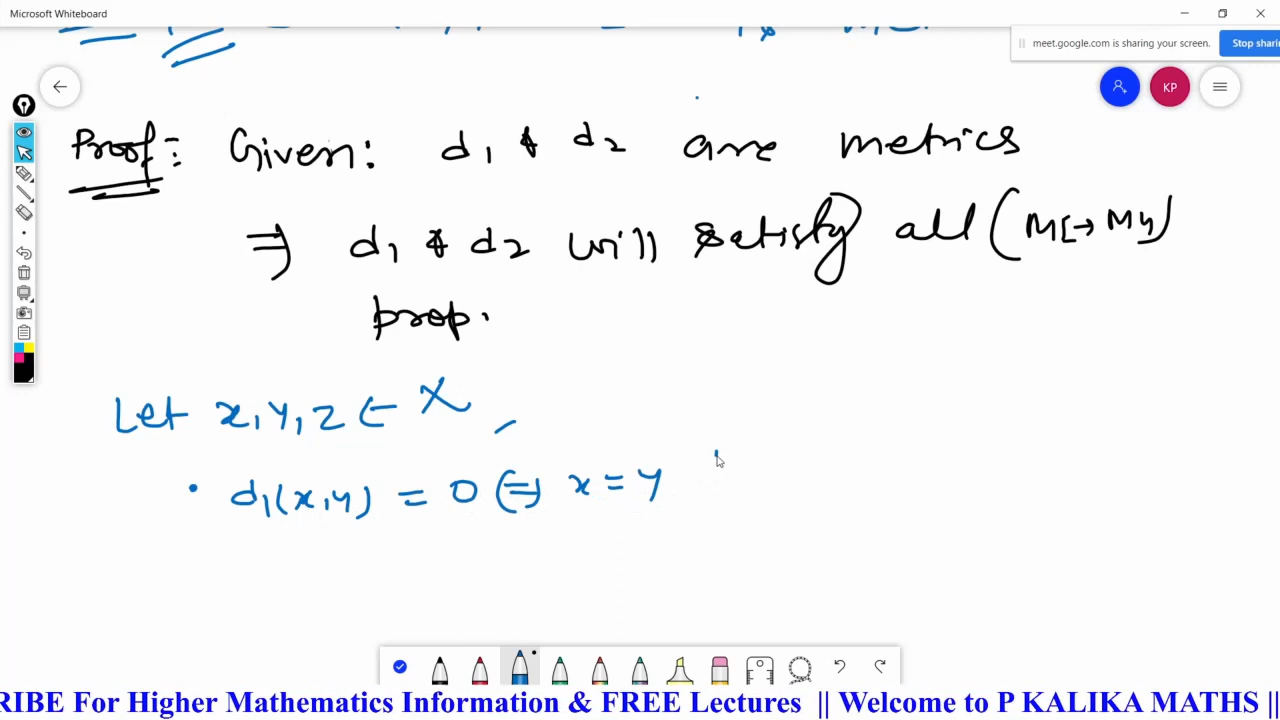 Microsoft Whiteboard
meet.google.com is sharing your screen.
Stop sharin
KP
Proof: Given: d1 & d2 are metrics
⇒ d1 & d2 will satisfy all (M1→M4)
prop.
Let x, y, z ∈ X,
• d1(x,y) = 0 ⇔ x = y
RIBE For Higher Mathematics Information & FREE Lectures || Welcome to P KALIKA MATHS ||